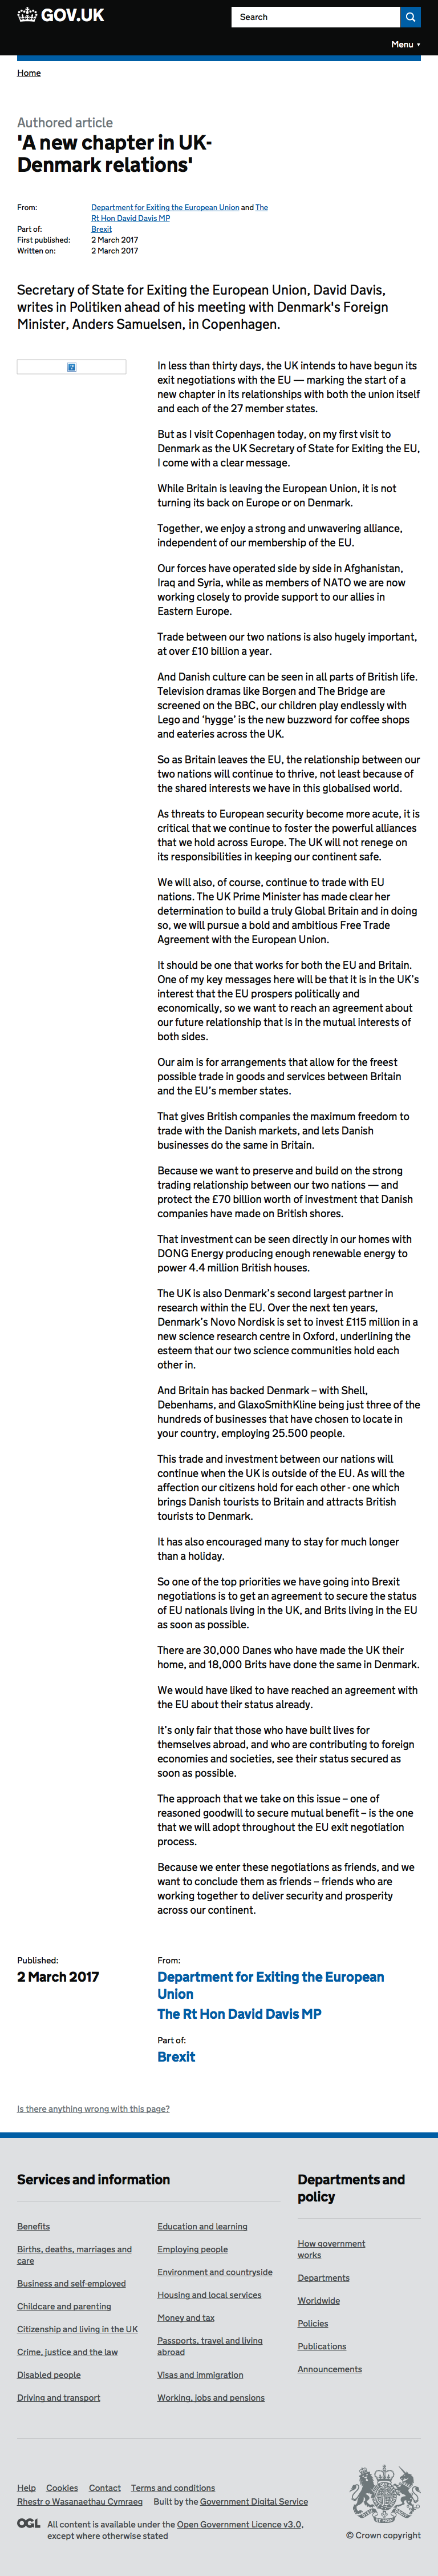 GOV.UK
Search
Menu ▼
Home
Authored article
'A new chapter in UK-
Denmark relations'
From: Department for Exiting the European Union and The
Rt Hon David Davis MP
Part of: Brexit
First published: 2 March 2017
Written on: 2 March 2017
Secretary of State for Exiting the European Union, David Davis,
writes in Politiken ahead of his meeting with Denmark's Foreign
Minister, Anders Samuelsen, in Copenhagen.
In less than thirty days, the UK intends to have begun its
exit negotiations with the EU — marking the start of a
new chapter in its relationships with both the union itself
and each of the 27 member states.
But as I visit Copenhagen today, on my first visit to
Denmark as the UK Secretary of State for Exiting the EU,
I come with a clear message.
While Britain is leaving the European Union, it is not
turning its back on Europe or on Denmark.
Together, we enjoy a strong and unwavering alliance,
independent of our membership of the EU.
Our forces have operated side by side in Afghanistan,
Iraq and Syria, while as members of NATO we are now
working closely to provide support to our allies in
Eastern Europe.
Trade between our two nations is also hugely important,
at over £10 billion a year.
And Danish culture can be seen in all parts of British life.
Television dramas like Borgen and The Bridge are
screened on the BBC, our children play endlessly with
Lego and ‘hygge’ is the new buzzword for coffee shops
and eateries across the UK.
So as Britain leaves the EU, the relationship between our
two nations will continue to thrive, not least because of
the shared interests we have in this globalised world.
As threats to European security become more acute, it is
critical that we continue to foster the powerful alliances
that we hold across Europe. The UK will not renege on
its responsibilities in keeping our continent safe.
We will also, of course, continue to trade with EU
nations. The UK Prime Minister has made clear her
determination to build a truly Global Britain and in doing
so, we will pursue a bold and ambitious Free Trade
Agreement with the European Union.
It should be one that works for both the EU and Britain.
One of my key messages here will be that it is in the UK’s
interest that the EU prospers politically and
economically, so we want to reach an agreement about
our future relationship that is in the mutual interests of
both sides.
Our aim is for arrangements that allow for the freest
possible trade in goods and services between Britain
and the EU’s member states.
That gives British companies the maximum freedom to
trade with the Danish markets, and lets Danish
businesses do the same in Britain.
Because we want to preserve and build on the strong
trading relationship between our two nations — and
protect the £70 billion worth of investment that Danish
companies have made on British shores.
That investment can be seen directly in our homes with
DONG Energy producing enough renewable energy to
power 4.4 million British houses.
The UK is also Denmark’s second largest partner in
research within the EU. Over the next ten years,
Denmark’s Novo Nordisk is set to invest £115 million in a
new science research centre in Oxford, underlining the
esteem that our two science communities hold each
other in.
And Britain has backed Denmark – with Shell,
Debenhams, and GlaxoSmithKline being just three of the
hundreds of businesses that have chosen to locate in
your country, employing 25.500 people.
This trade and investment between our nations will
continue when the UK is outside of the EU. As will the
affection our citizens hold for each other - one which
brings Danish tourists to Britain and attracts British
tourists to Denmark.
It has also encouraged many to stay for much longer
than a holiday.
So one of the top priorities we have going into Brexit
negotiations is to get an agreement to secure the status
of EU nationals living in the UK, and Brits living in the EU
as soon as possible.
There are 30,000 Danes who have made the UK their
home, and 18,000 Brits have done the same in Denmark.
We would have liked to have reached an agreement with
the EU about their status already.
It’s only fair that those who have built lives for
themselves abroad, and who are contributing to foreign
economies and societies, see their status secured as
soon as possible.
The approach that we take on this issue – one of
reasoned goodwill to secure mutual benefit – is the one
that we will adopt throughout the EU exit negotiation
process.
Because we enter these negotiations as friends, and we
want to conclude them as friends – friends who are
working together to deliver security and prosperity
across our continent.
Published:
2 March 2017
From:
Department for Exiting the European
Union
The Rt Hon David Davis MP
Part of:
Brexit
Is there anything wrong with this page?
Services and information
Benefits
Births, deaths, marriages and
care
Business and self-employed
Childcare and parenting
Citizenship and living in the UK
Crime, justice and the law
Disabled people
Driving and transport
Education and learning
Employing people
Environment and countryside
Housing and local services
Money and tax
Passports, travel and living
abroad
Visas and immigration
Working, jobs and pensions
Departments and
policy
How government
works
Departments
Worldwide
Policies
Publications
Announcements
Help Cookies Contact Terms and conditions
Rhestr o Wasanaethau Cymraeg Built by the Government Digital Service
OGL All content is available under the Open Government Licence v3.0,
except where otherwise stated
© Crown copyright